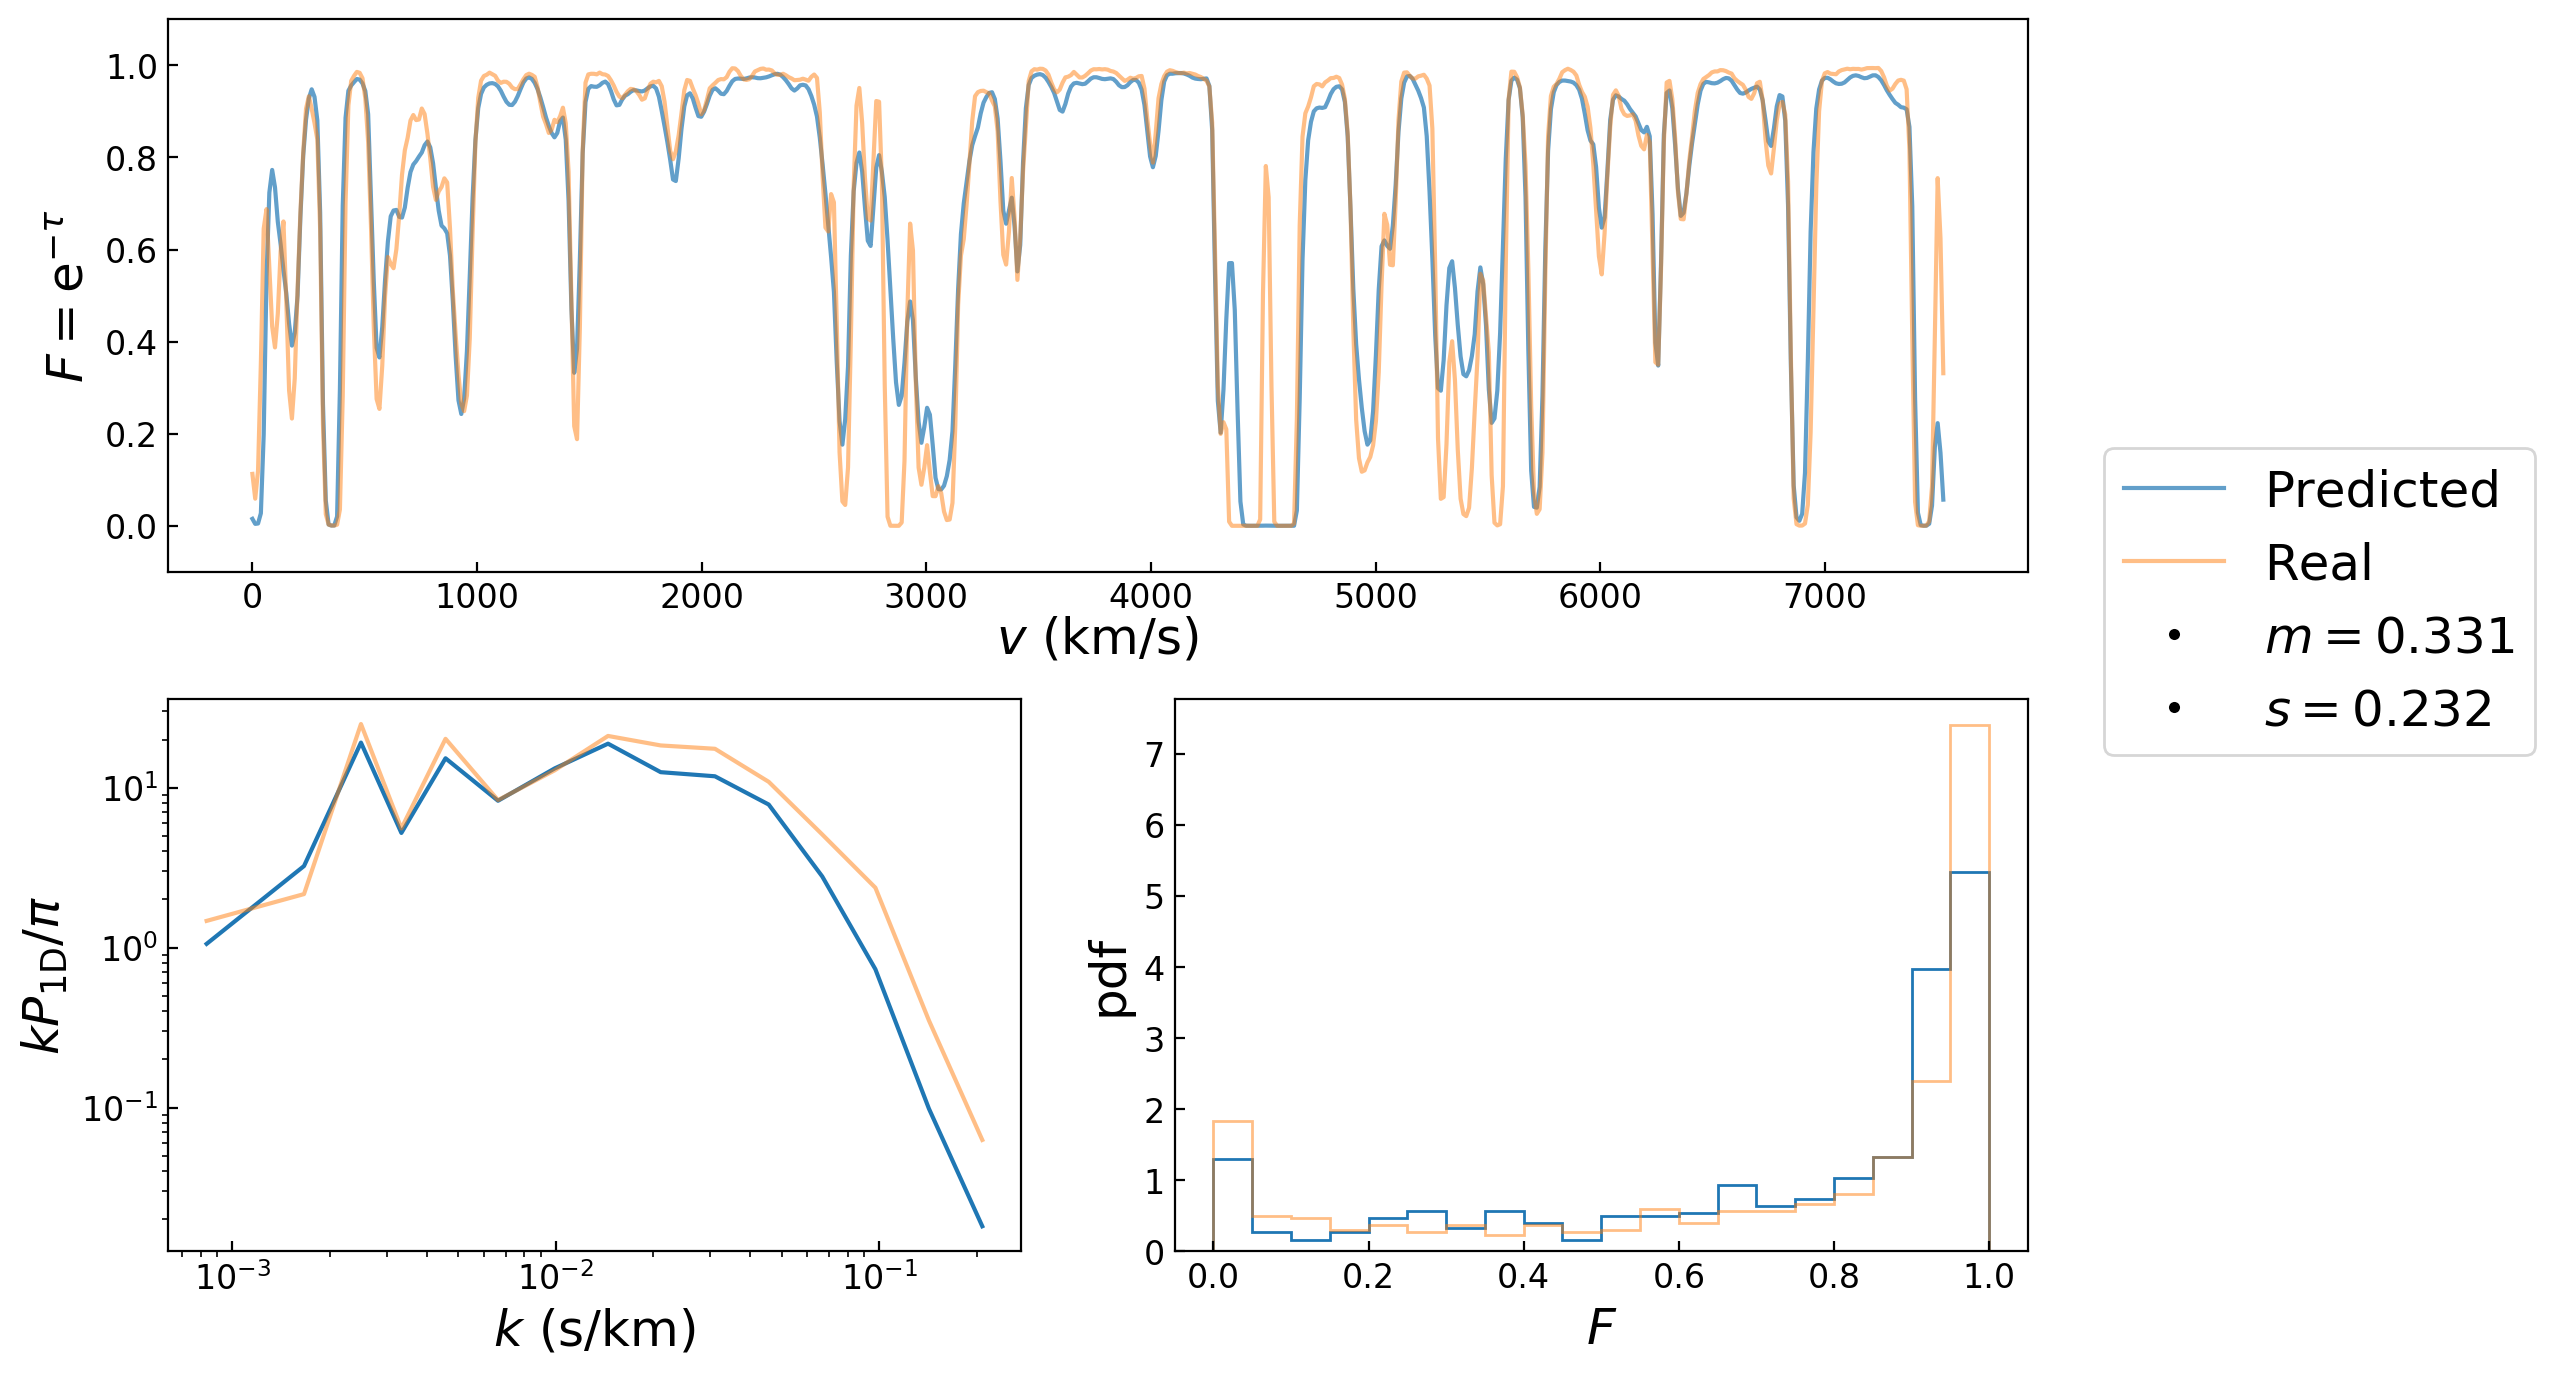 1.0
0.8
0.6
0.4
0.2
0.0
F = e^{−τ}
0 1000 2000 3000 4000 5000 6000 7000
v (km/s)
Predicted
Real
m = 0.331
s = 0.232
10^1
10^0
10^{−1}
kP_{1D}/π
10^{−3} 10^{−2} 10^{−1}
k (s/km)
7
6
5
4
3
2
1
0
pdf
0.0 0.2 0.4 0.6 0.8 1.0
F